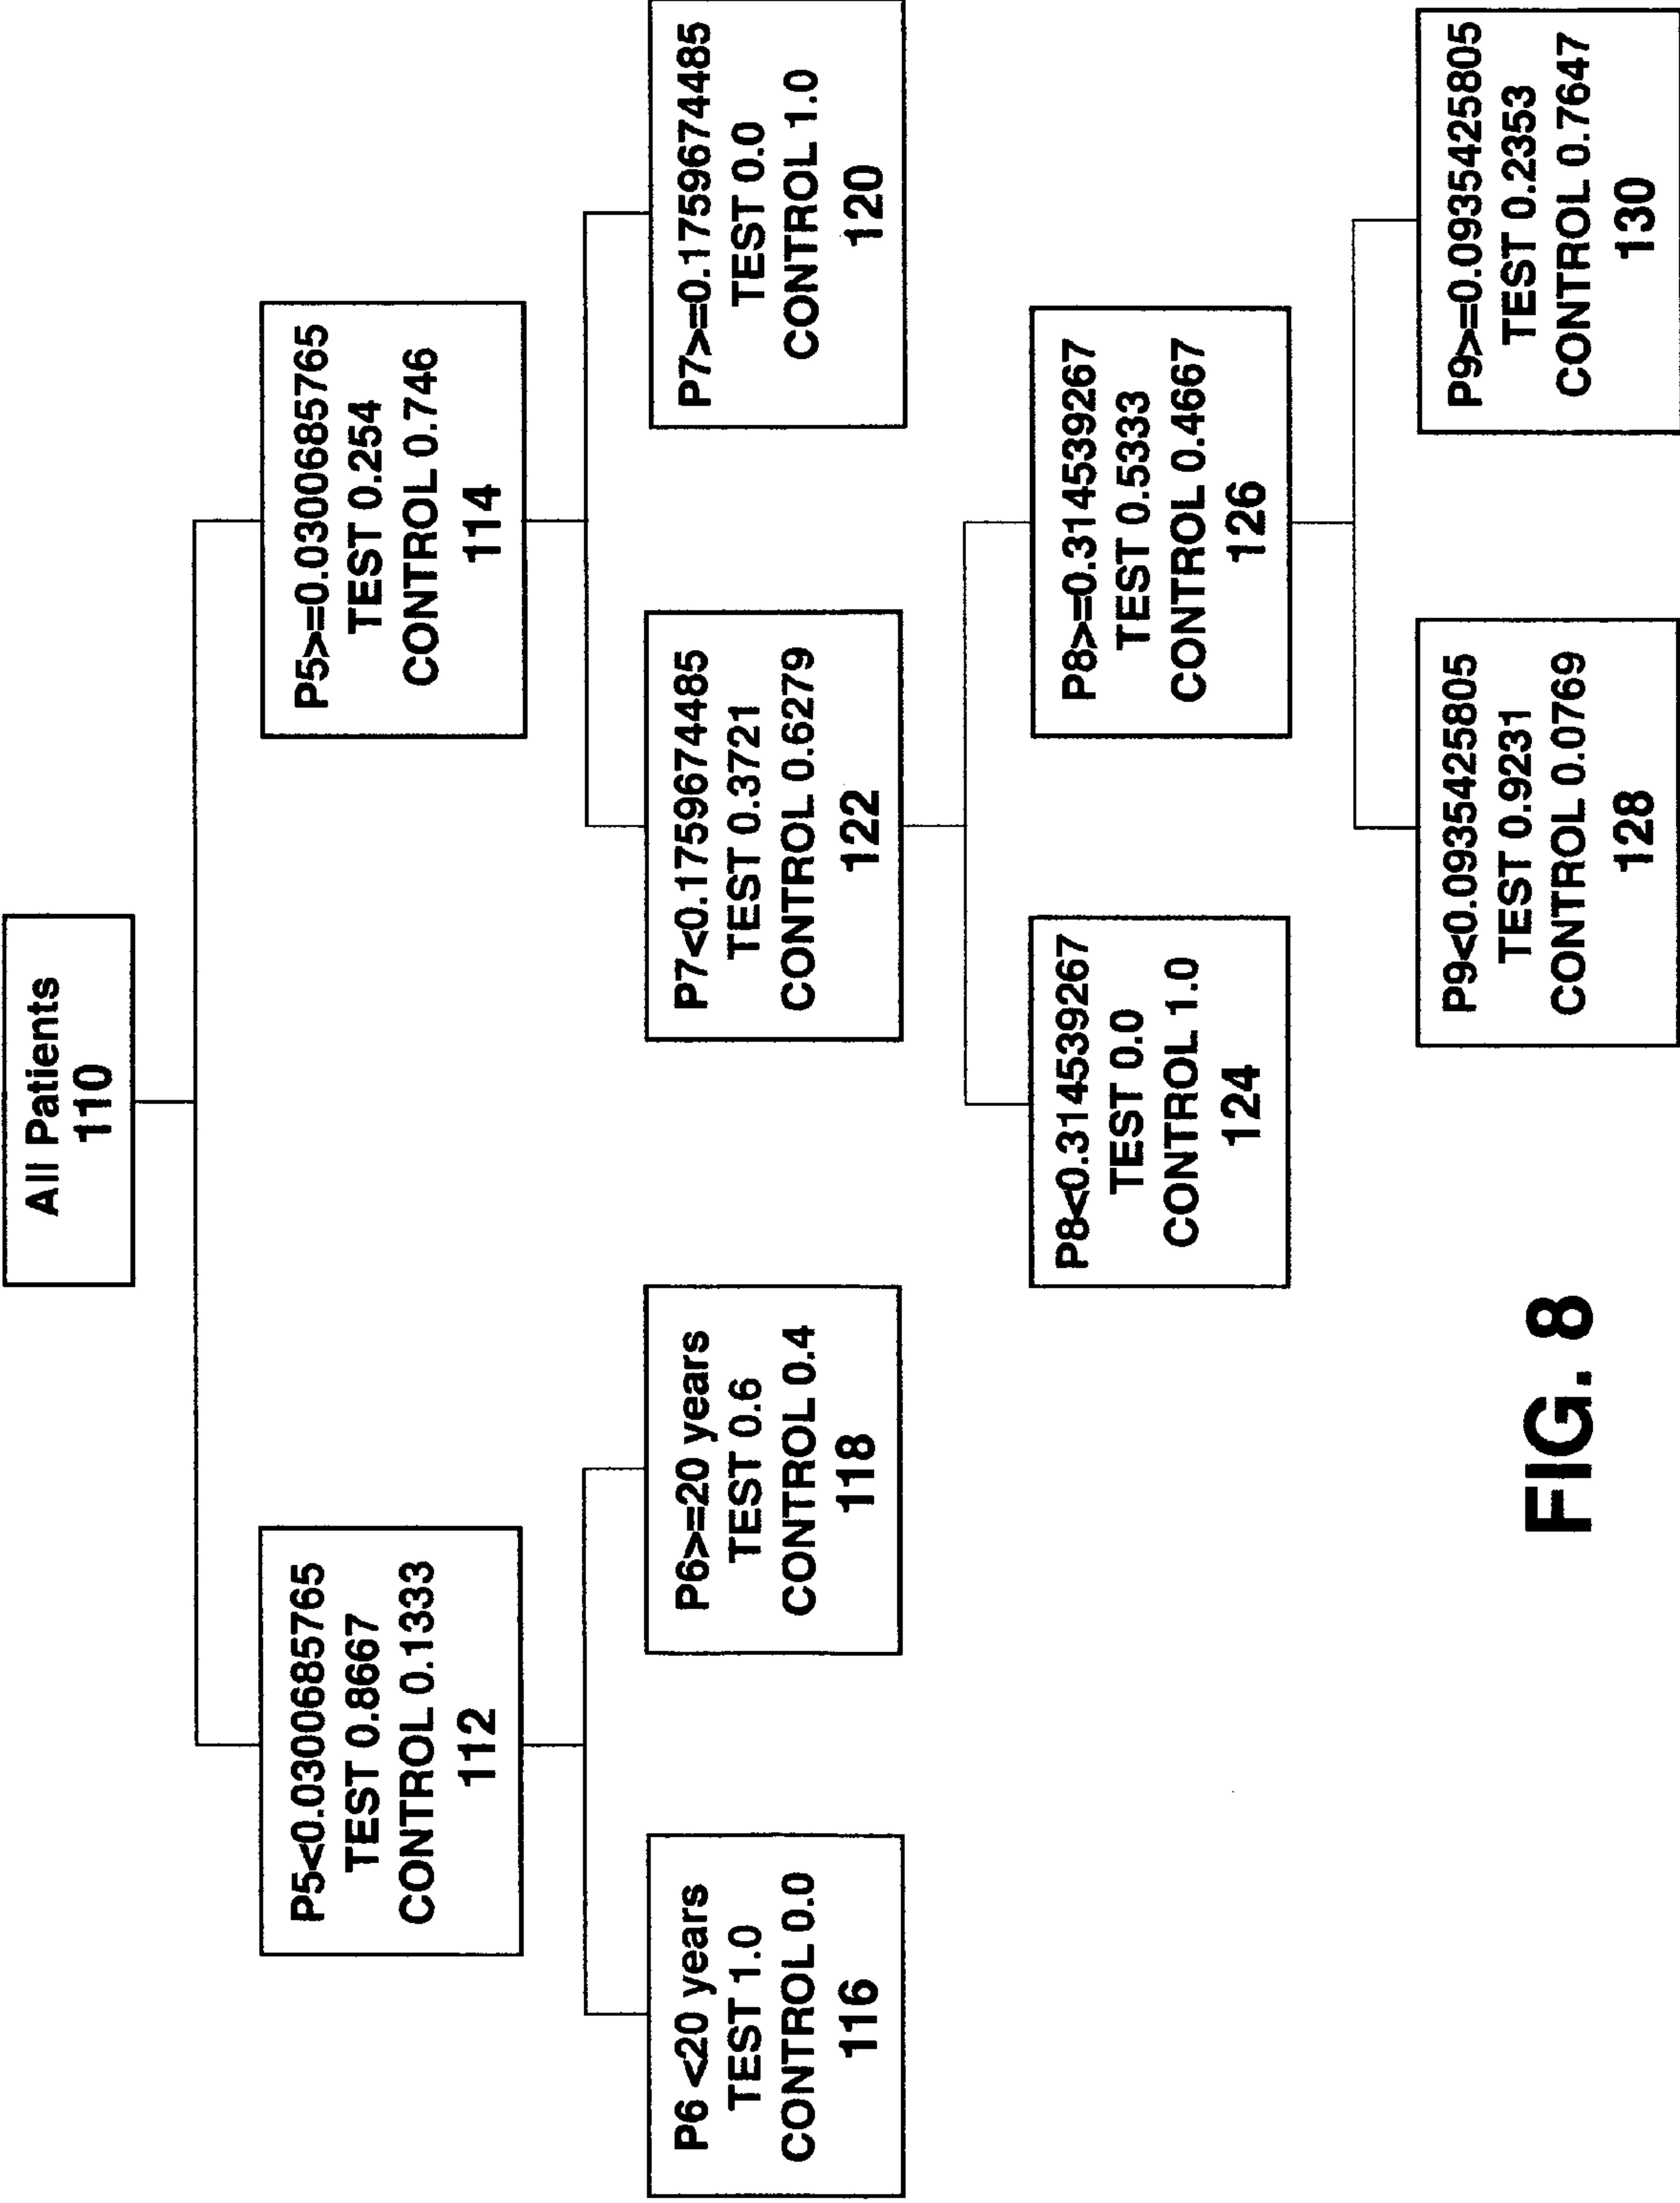 All Patients
110
P5<0.0300685765
TEST 0.8667
CONTROL 0.1333
112
P5>=0.0300685765
TEST 0.254
CONTROL 0.746
114
P6 <20 years
TEST 1.0
CONTROL 0.0
116
P6>=20 years
TEST 0.6
CONTROL 0.4
118
P7<0.1759674485
TEST 0.3721
CONTROL 0.6279
122
P7>=0.1759674485
TEST 0.0
CONTROL 1.0
120
P8<0.314539267
TEST 0.0
CONTROL 1.0
124
P8>=0.314539267
TEST 0.5333
CONTROL 0.4667
126
P9<0.0935425805
TEST 0.9231
CONTROL 0.0769
128
P9>=0.0935425805
TEST 0.2353
CONTROL 0.7647
130
FIG. 8